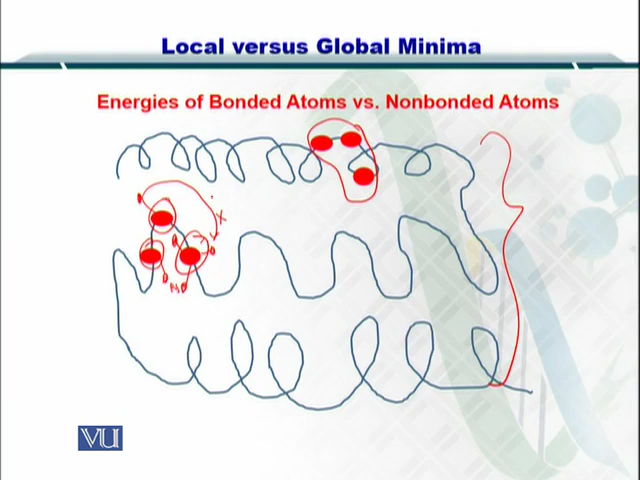 Local versus Global Minima
Energies of Bonded Atoms vs. Nonbonded Atoms
X
VU